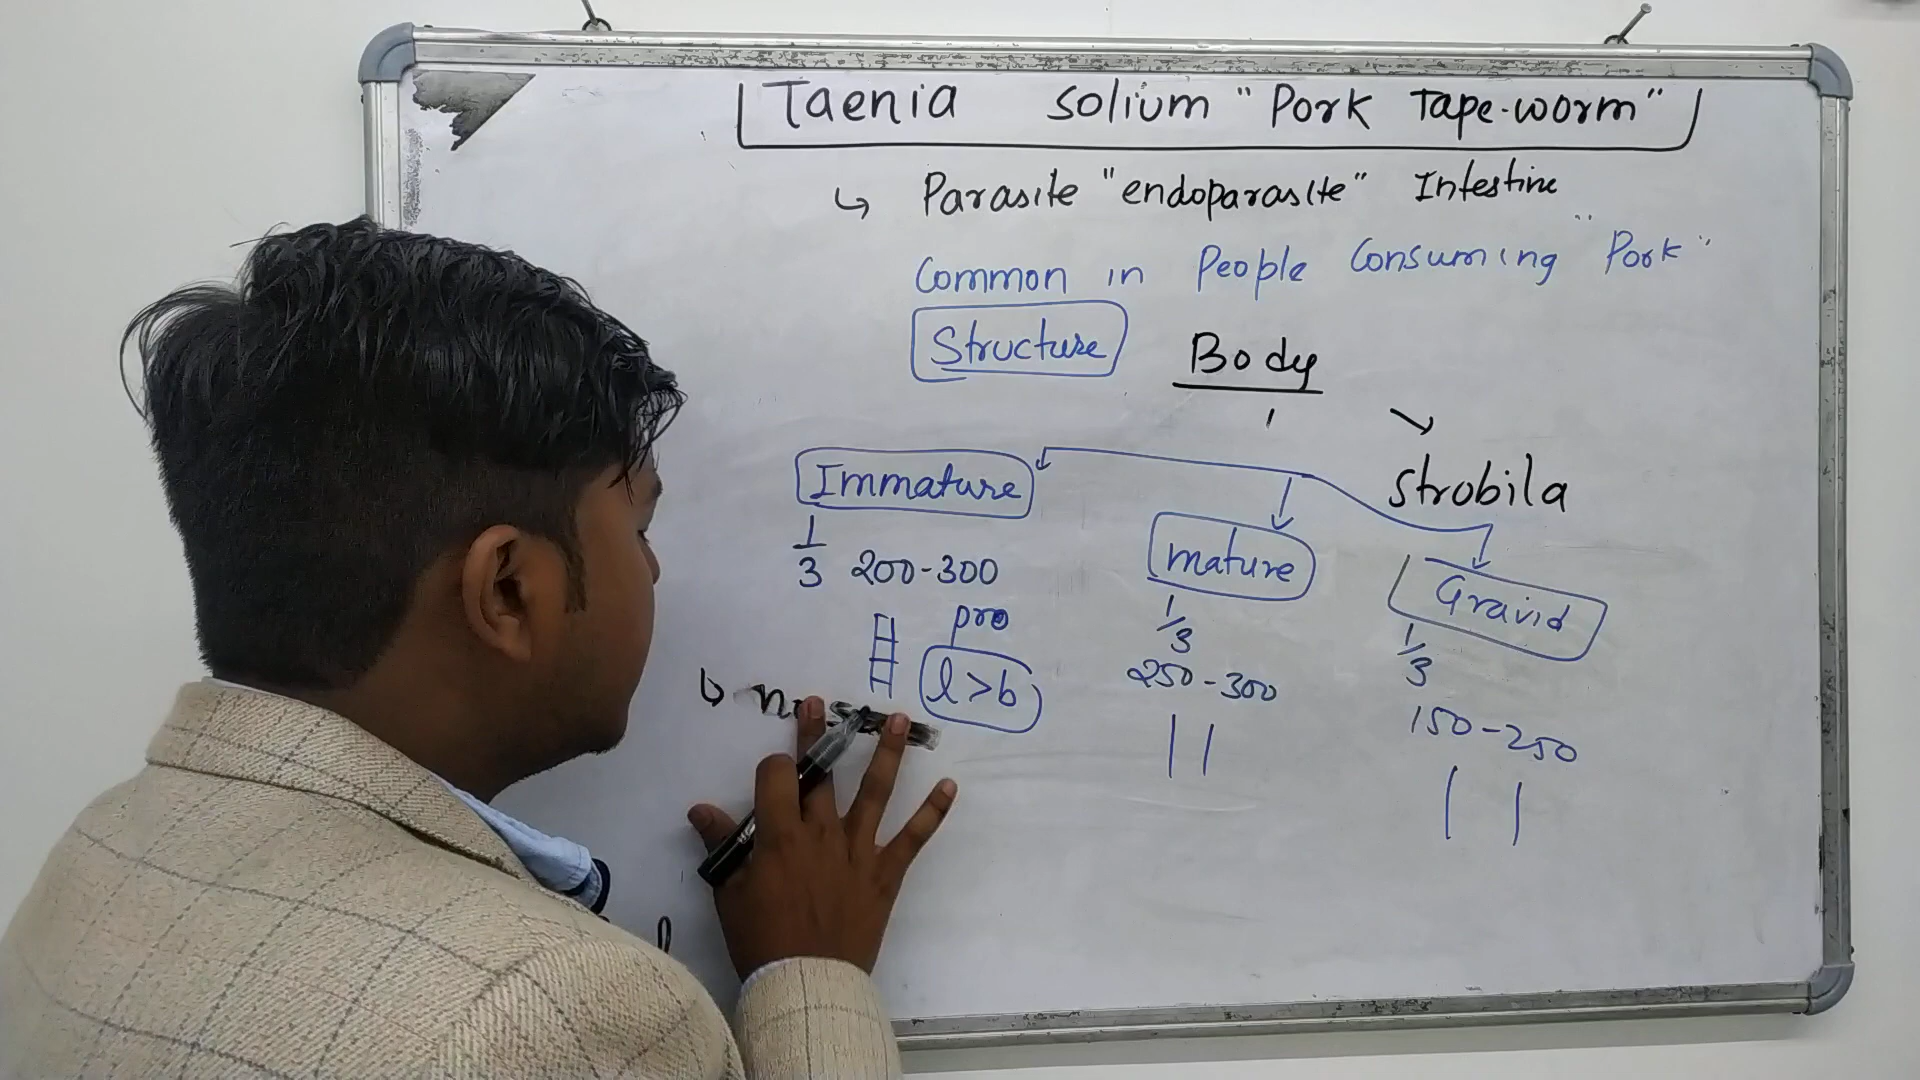 Taenia solium "Pork Tape-worm"
↳ Parasite "endoparasite" Intestine
Common in People Consuming "Pork"
Structure Body
Strobila
Immature
mature
Gravid
1/3 200-300
pro
l>b
1/3
250-300
1/3
150-250